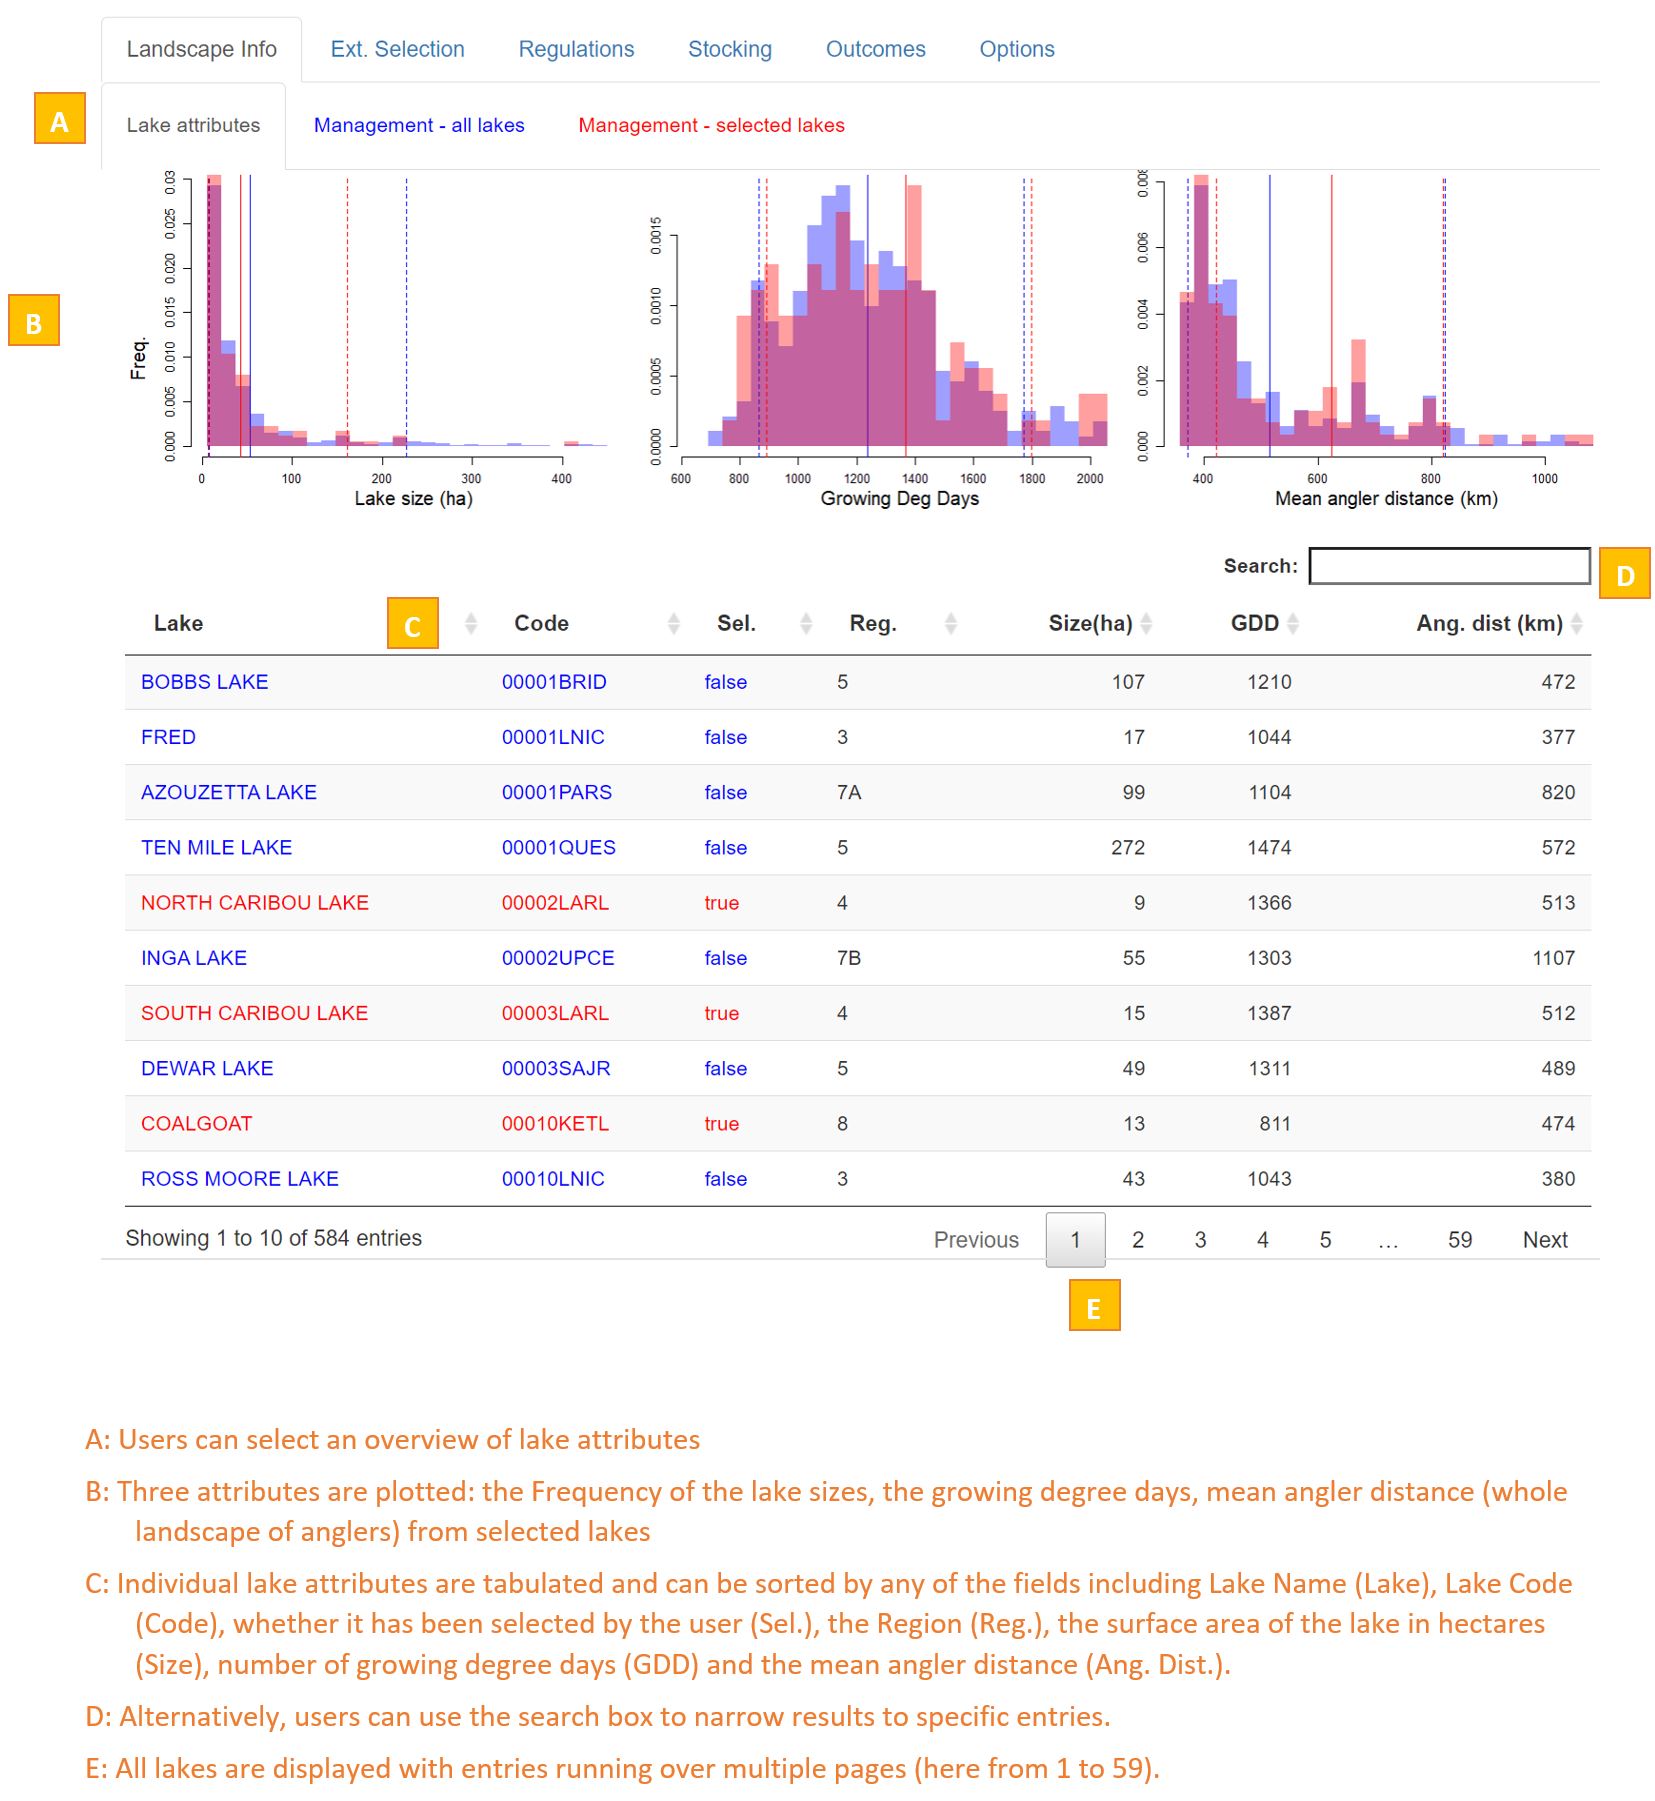 Landscape Info Ext. Selection Regulations Stocking Outcomes Options
A
Lake attributes Management - all lakes Management - selected lakes
B
Freq.
0.000 0.005 0.010 0.015 0.020 0.025 0.03
0 100 200 300 400
Lake size (ha)
0.0000 0.0005 0.0010 0.0015
600 800 1000 1200 1400 1600 1800 2000
Growing Deg Days
0.000 0.002 0.004 0.006 0.008
400 600 800 1000
Mean angler distance (km)
Search:
D
Lake C Code Sel. Reg. Size(ha) GDD Ang. dist (km)
BOBBS LAKE 00001BRID false 5 107 1210 472
FRED 00001LNIC false 3 17 1044 377
AZOUZETTA LAKE 00001PARS false 7A 99 1104 820
TEN MILE LAKE 00001QUES false 5 272 1474 572
NORTH CARIBOU LAKE 00002LARL true 4 9 1366 513
INGA LAKE 00002UPCE false 7B 55 1303 1107
SOUTH CARIBOU LAKE 00003LARL true 4 15 1387 512
DEWAR LAKE 00003SAJR false 5 49 1311 489
COALGOAT 00010KETL true 8 13 811 474
ROSS MOORE LAKE 00010LNIC false 3 43 1043 380
Showing 1 to 10 of 584 entries Previous 1 2 3 4 5 … 59 Next
E
A: Users can select an overview of lake attributes
B: Three attributes are plotted: the Frequency of the lake sizes, the growing degree days, mean angler distance (whole
landscape of anglers) from selected lakes
C: Individual lake attributes are tabulated and can be sorted by any of the fields including Lake Name (Lake), Lake Code
(Code), whether it has been selected by the user (Sel.), the Region (Reg.), the surface area of the lake in hectares
(Size), number of growing degree days (GDD) and the mean angler distance (Ang. Dist.).
D: Alternatively, users can use the search box to narrow results to specific entries.
E: All lakes are displayed with entries running over multiple pages (here from 1 to 59).